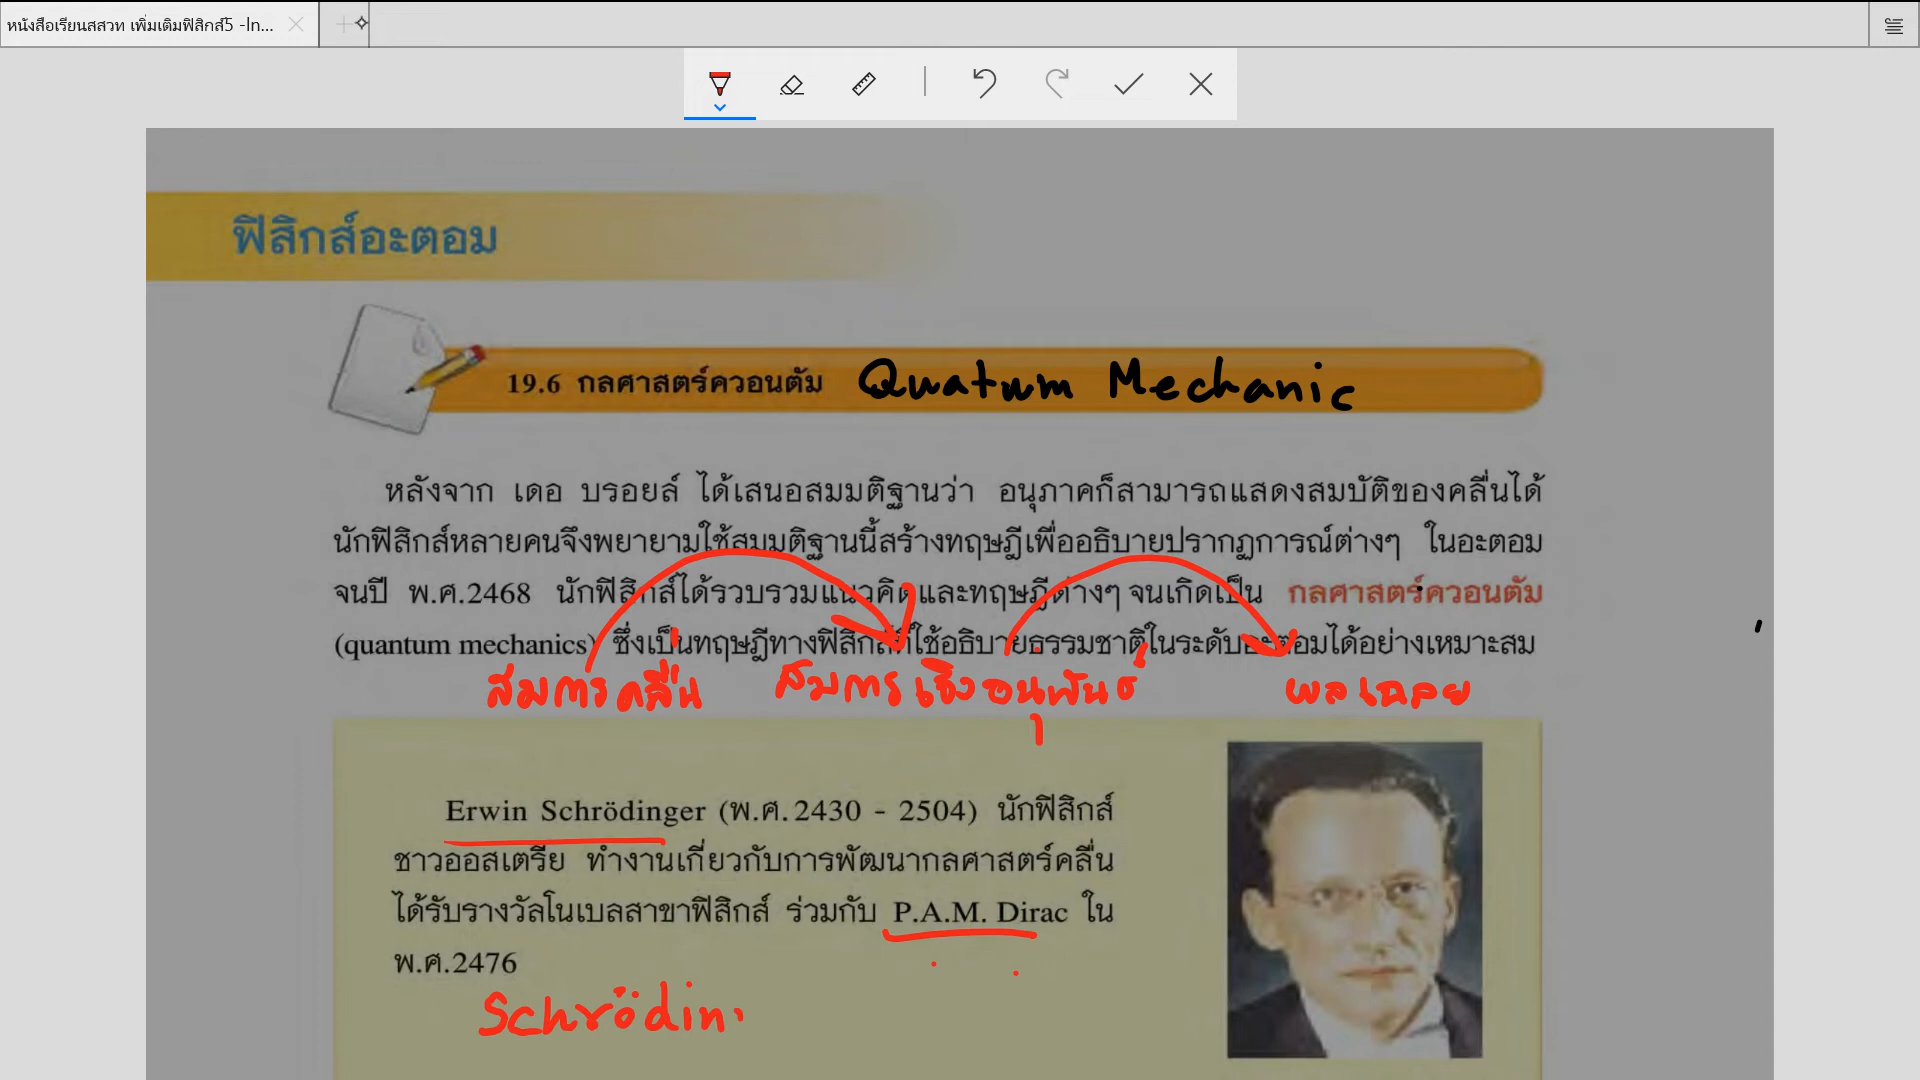 หนังสือเรียนสสวท เพิ่มเติมฟิสิกส์5 -In...
ฟิสิกส์อะตอม
19.6 กลศาสตร์ควอนตัม Quatum Mechanic
หลังจาก เดอ บรอยล์ ได้เสนอสมมติฐานว่า อนุภาคก็สามารถแสดงสมบัติของคลื่นได้
นักฟิสิกส์หลายคนจึงพยายามใช้สมมติฐานนี้สร้างทฤษฎีเพื่ออธิบายปรากฏการณ์ต่างๆ ในอะตอม
จนปี พ.ศ.2468 นักฟิสิกส์ได้รวบรวมแนวคิดและทฤษฎีต่างๆ จนเกิดเป็น กลศาสตร์ควอนตัม
(quantum mechanics) ซึ่งเป็นทฤษฎีทางฟิสิกส์ที่ใช้อธิบายธรรมชาติในระดับอะตอมได้อย่างเหมาะสม
สมการคลื่น สมการเชิงอนุพันธ์ ผลเฉลย
Erwin Schrödinger (พ.ศ. 2430 - 2504) นักฟิสิกส์
ชาวออสเตรีย ทำงานเกี่ยวกับการพัฒนากลศาสตร์คลื่น
ได้รับรางวัลโนเบลสาขาฟิสิกส์ ร่วมกับ P.A.M. Dirac ใน
พ.ศ.2476
Schrödin